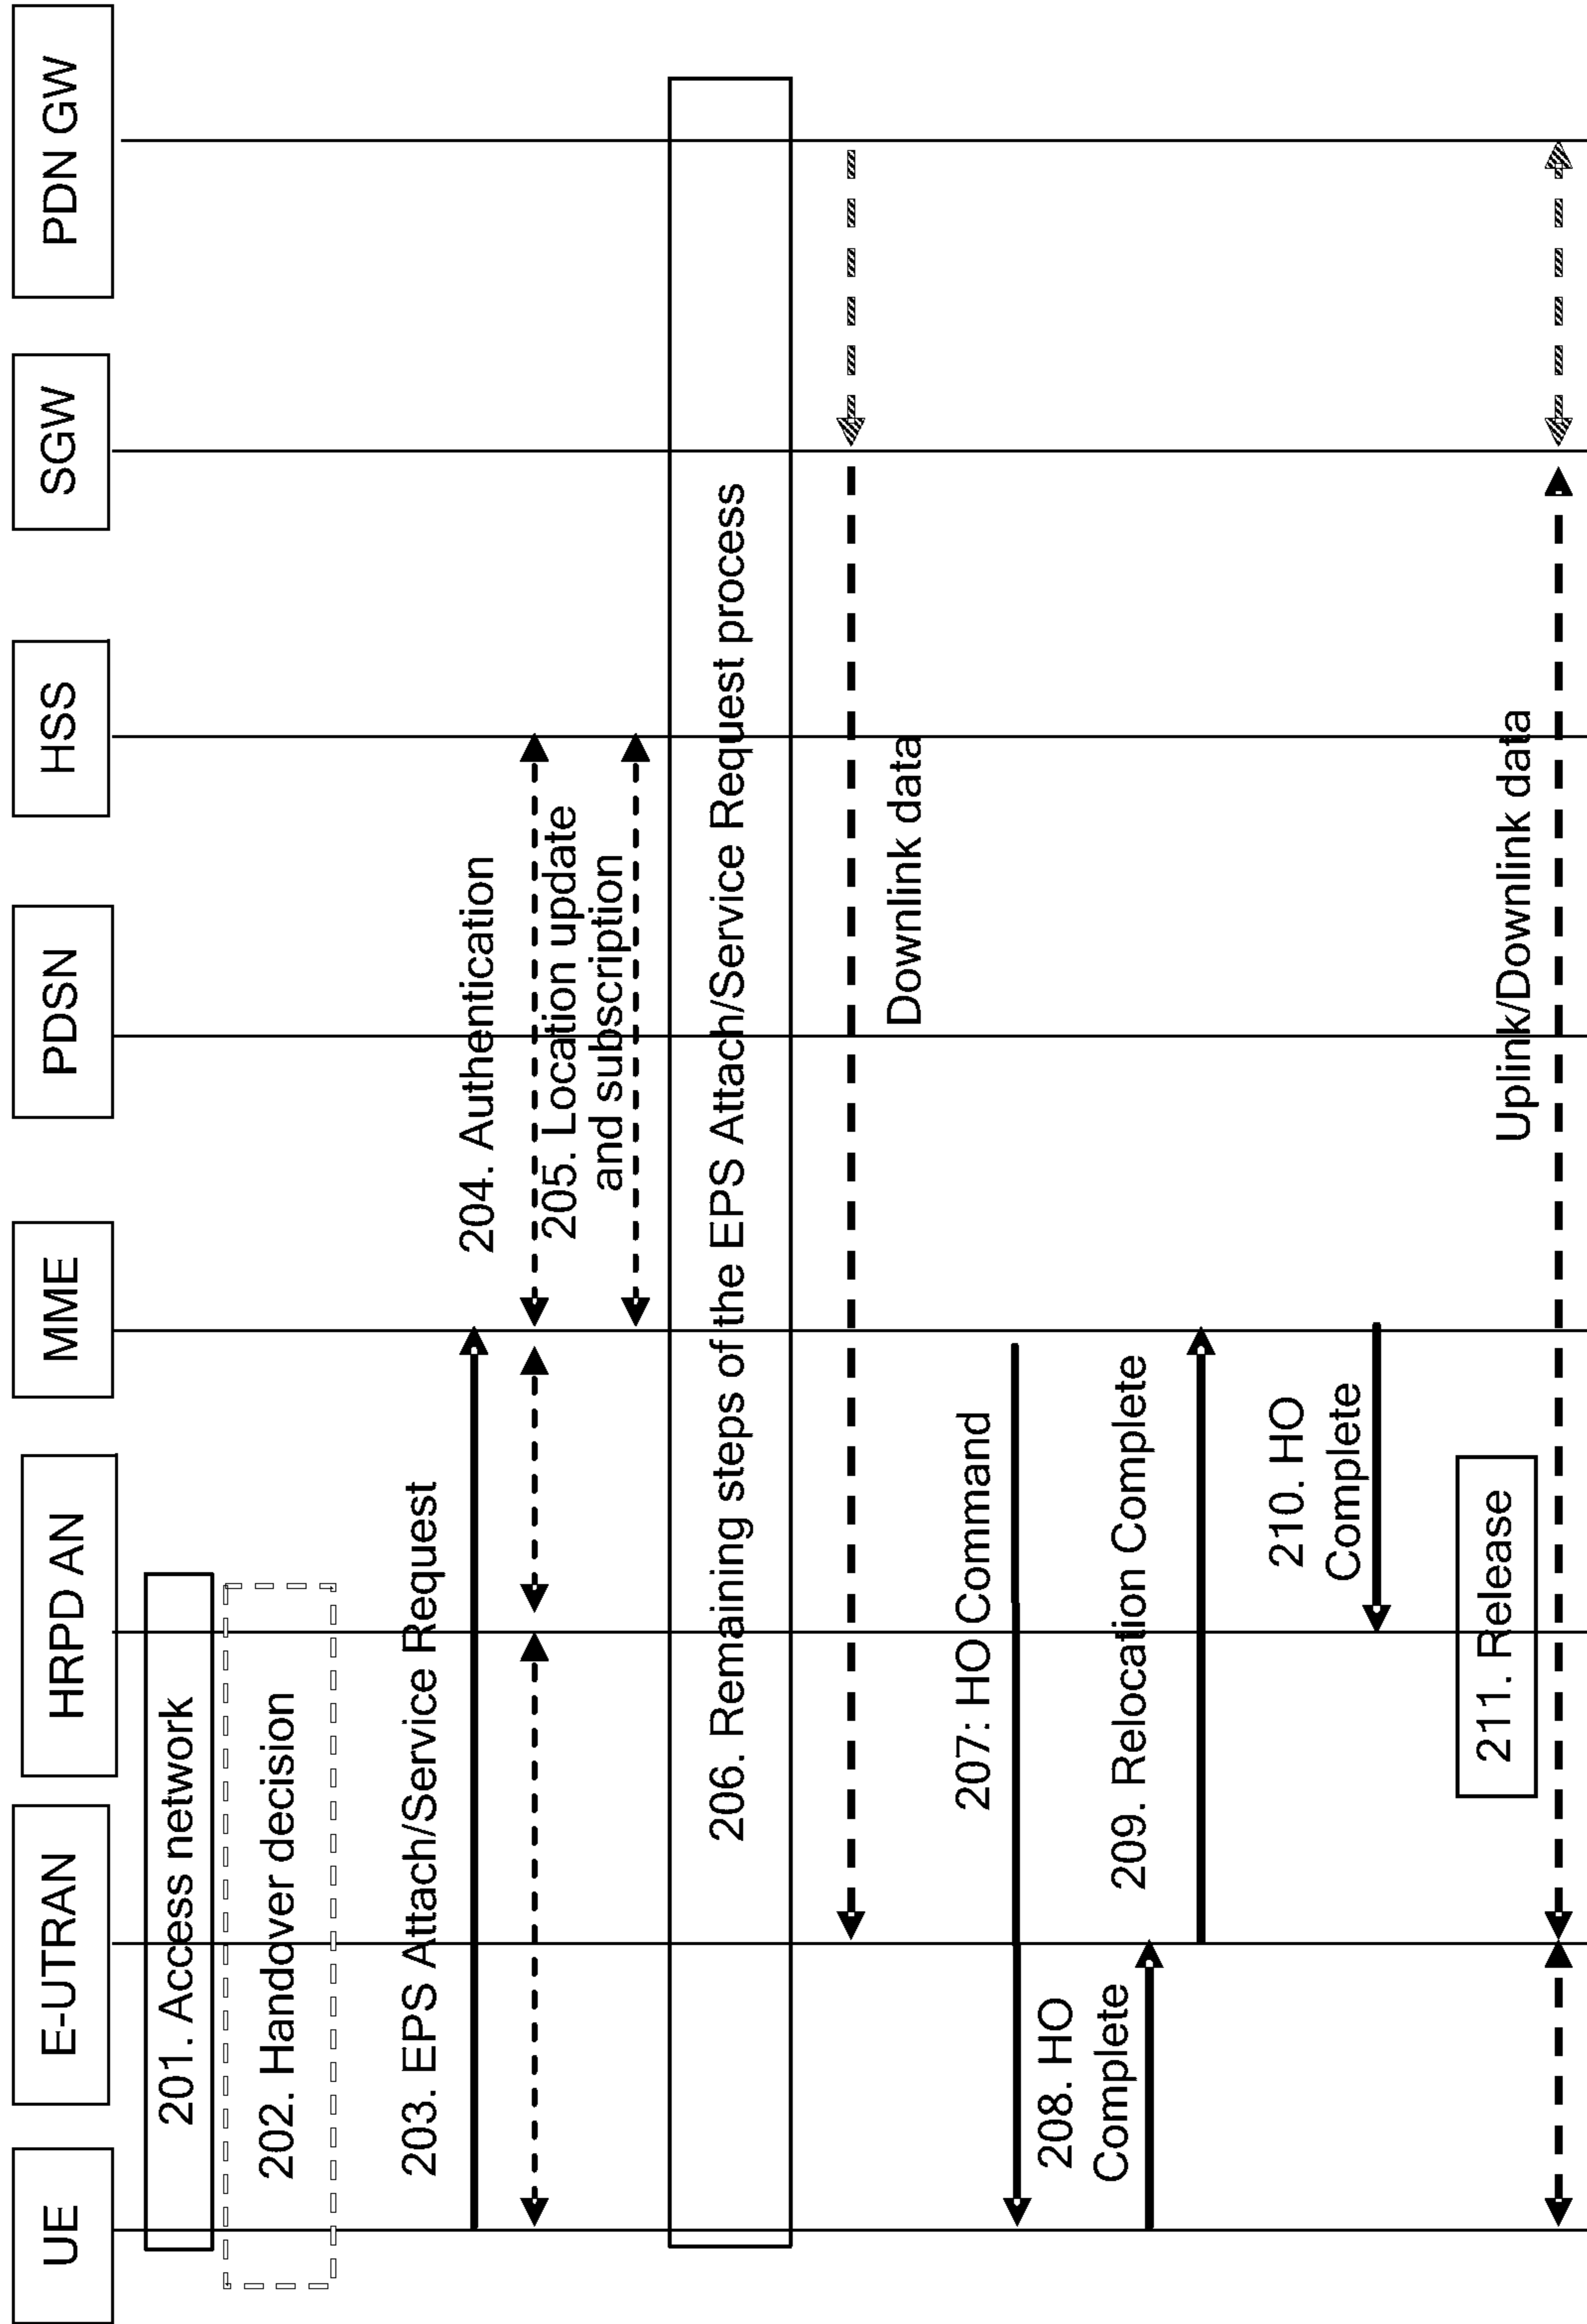 UE
E-UTRAN
HRPD AN
MME
PDSN
HSS
SGW
PDN GW
201. Access network
202. Handover decision
203. EPS Attach/Service Request
204. Authentication
205. Location update
and subscription
206. Remaining steps of the EPS Attach/Service Request process
Downlink data
207: HO Command
208. HO
Complete
209. Relocation Complete
210. HO
Complete
211. Release
Uplink/Downlink data